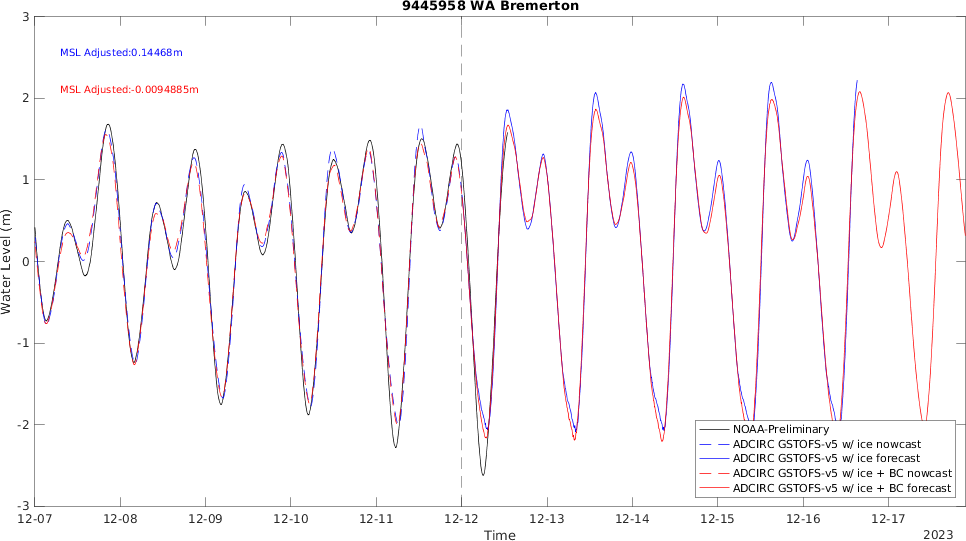 9445958 WA Bremerton
MSL Adjusted:0.14468m
MSL Adjusted:-0.0094885m
Water Level (m)
3
2
1
0
-1
-2
-3
NOAA-Preliminary
ADCIRC GSTOFS-v5 w/ ice nowcast
ADCIRC GSTOFS-v5 w/ ice forecast
ADCIRC GSTOFS-v5 w/ ice + BC nowcast
ADCIRC GSTOFS-v5 w/ ice + BC forecast
12-07 12-08 12-09 12-10 12-11 12-12 12-13 12-14 12-15 12-16 12-17
Time
2023